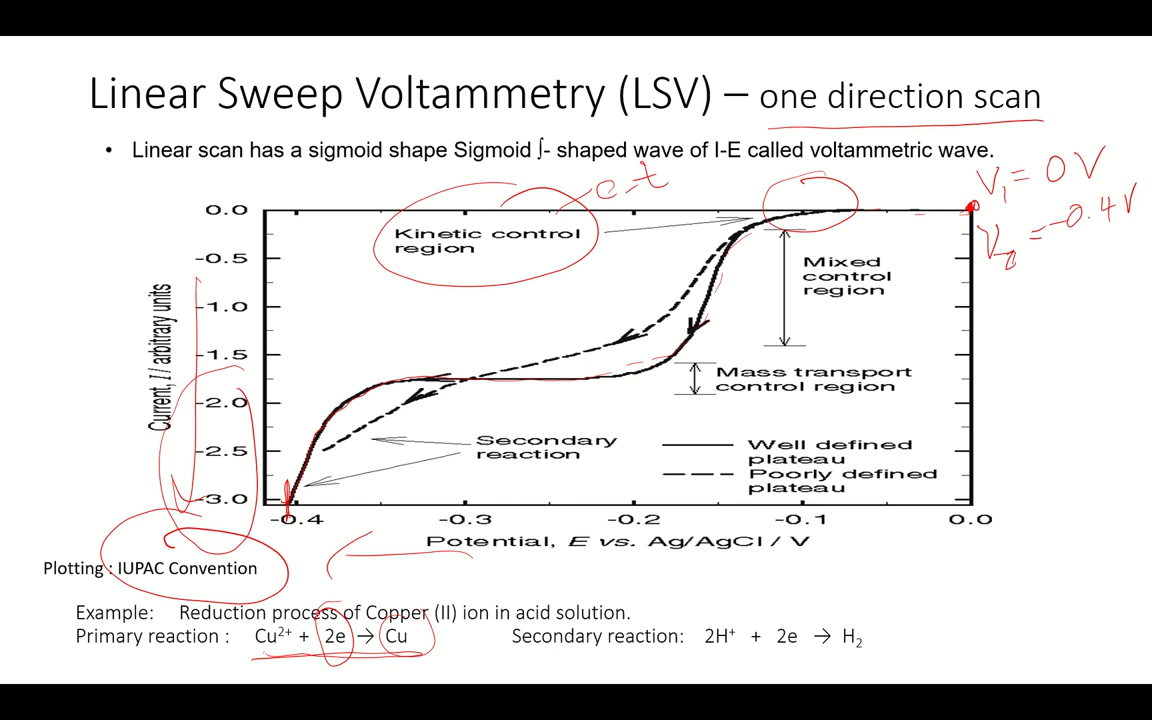 Linear Sweep Voltammetry (LSV) – one direction scan
• Linear scan has a sigmoid shape Sigmoid ∫- shaped wave of I-E called voltammetric wave.
e-t
V₁ = 0 V
V₂ = -0.4 V
0.0
-0.5
-1.0
-1.5
-2.0
-2.5
-3.0
Current, I / arbitrary units
Kinetic control
region
Mixed
control
region
Mass transport
control region
Secondary
reaction
Well defined
plateau
Poorly defined
plateau
-0.4 -0.3 -0.2 -0.1 0.0
Potential, E vs. Ag/AgCl / V
Plotting : IUPAC Convention
Example: Reduction process of Copper (II) ion in acid solution.
Primary reaction : Cu²⁺ + 2e → Cu Secondary reaction: 2H⁺ + 2e → H₂